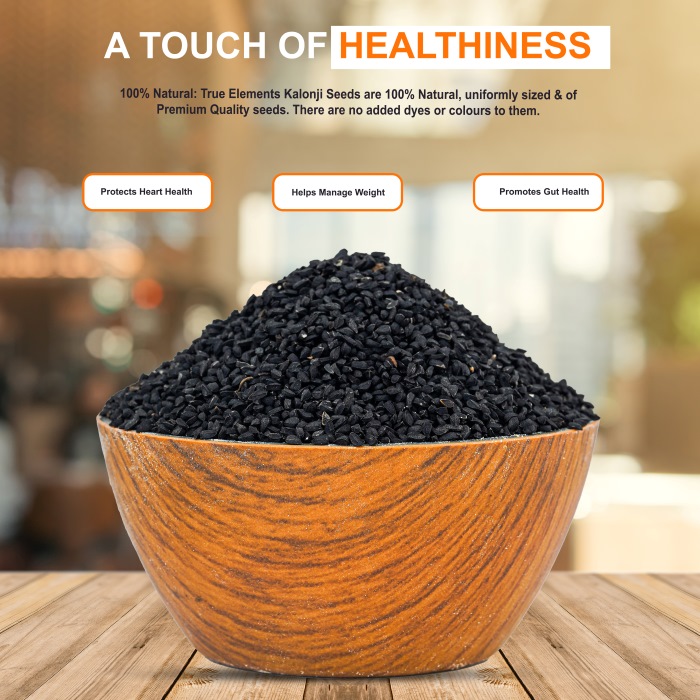 A TOUCH OF HEALTHINESS
100% Natural: True Elements Kalonji Seeds are 100% Natural, uniformly sized & of
Premium Quality seeds. There are no added dyes or colours to them.
Protects Heart Health
Helps Manage Weight
Promotes Gut Health